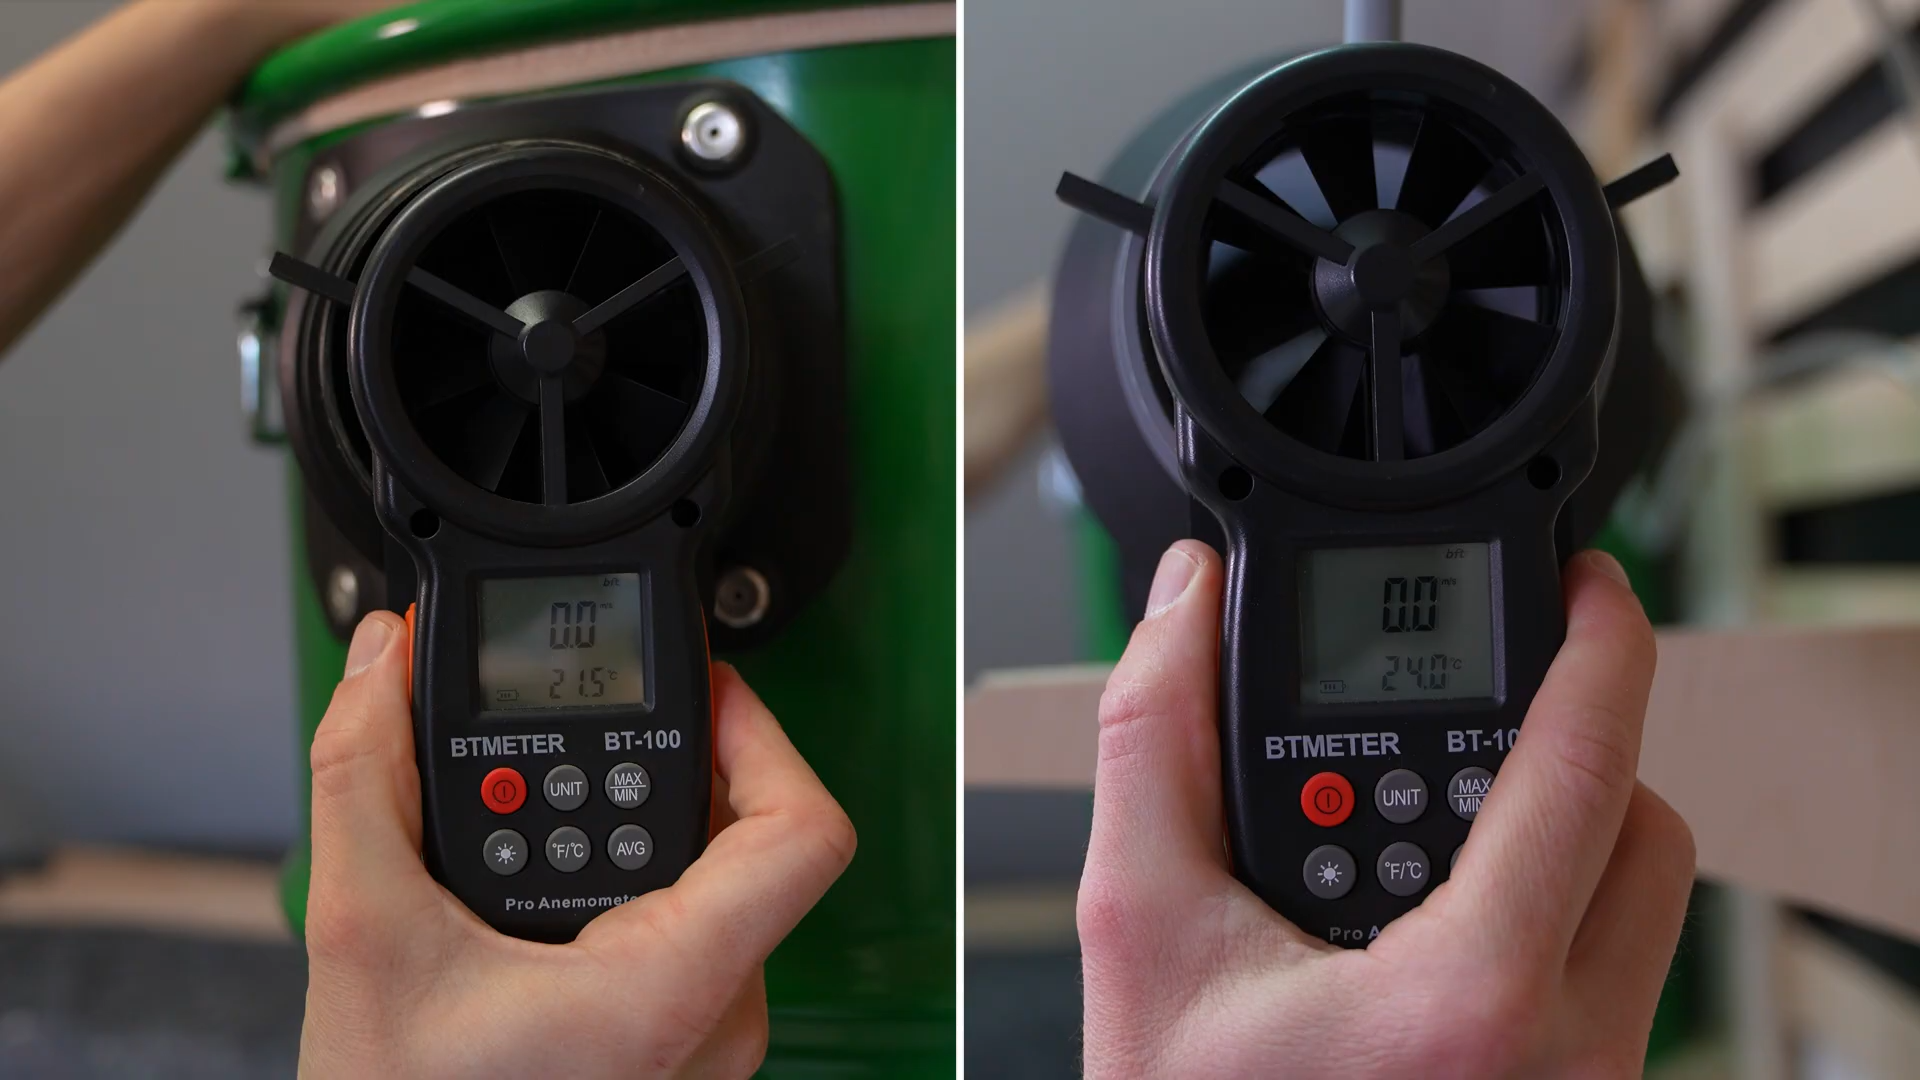 bft
0.0 m/s
21.5 °C
BTMETER BT-100
UNIT MAX MIN
°F/°C AVG
Pro Anemomete
bft
0.0 m/s
24.0 °C
BTMETER BT-10
UNIT MAX MIN
°F/°C
Pro A